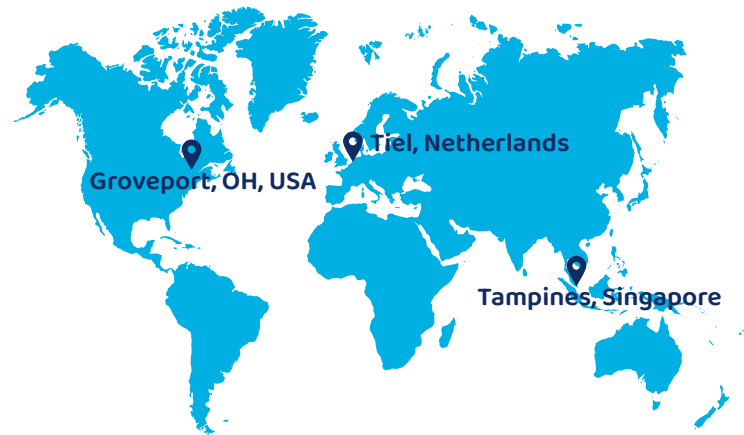 Tiel, Netherlands
Groveport, OH, USA
Tampines, Singapore